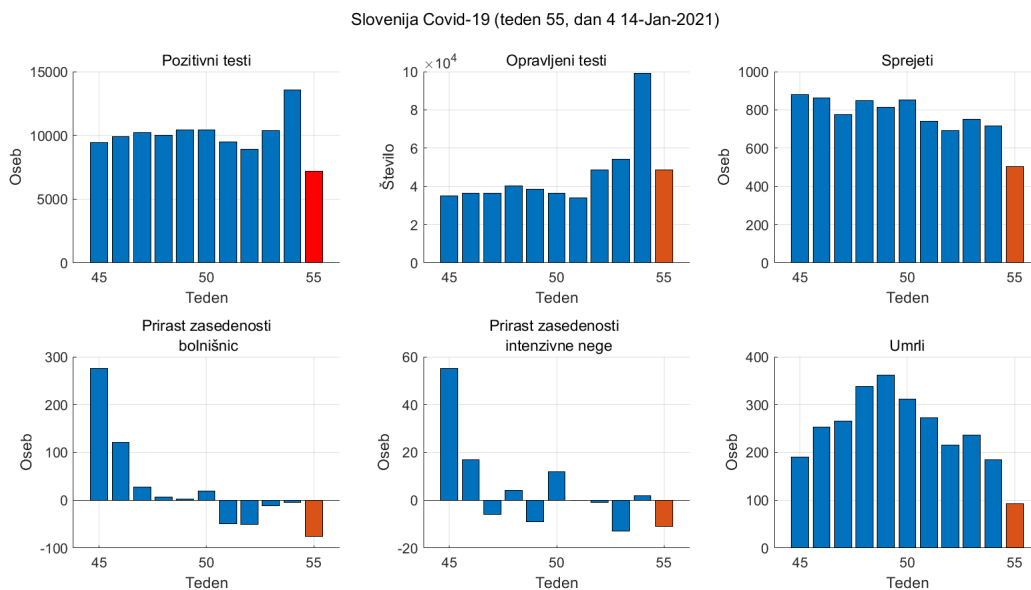 Slovenija Covid-19 (teden 55, dan 4 14-Jan-2021)
Pozitivni testi
15000
10000
5000
0
Oseb
45 50 55
Teden
Opravljeni testi
×10^4
10
8
6
4
2
0
Število
45 50 55
Teden
Sprejeti
1000
800
600
400
200
0
Oseb
45 50 55
Teden
Prirast zasedenosti
bolnišnic
300
200
100
0
-100
Oseb
45 50 55
Teden
Prirast zasedenosti
intenzivne nege
60
40
20
0
-20
Oseb
45 50 55
Teden
Umrli
400
300
200
100
0
Oseb
45 50 55
Teden